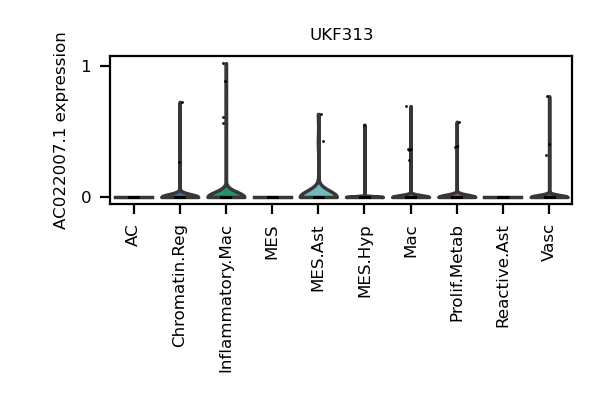 UKF313
AC022007.1 expression
1
0
AC
Chromatin.Reg
Inflammatory.Mac
MES
MES.Ast
MES.Hyp
Mac
Prolif.Metab
Reactive.Ast
Vasc